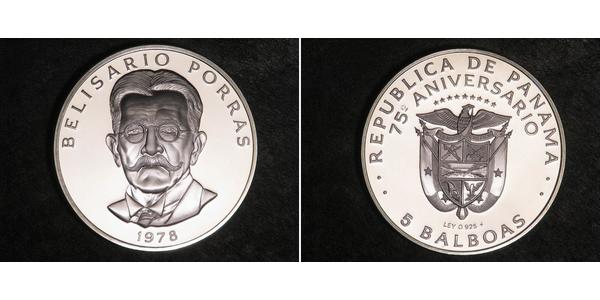 BELISARIO PORRAS
1978
· REPUBLICA DE PANAMA ·
75º ANIVERSARIO
LEY 0.925
5 BALBOAS